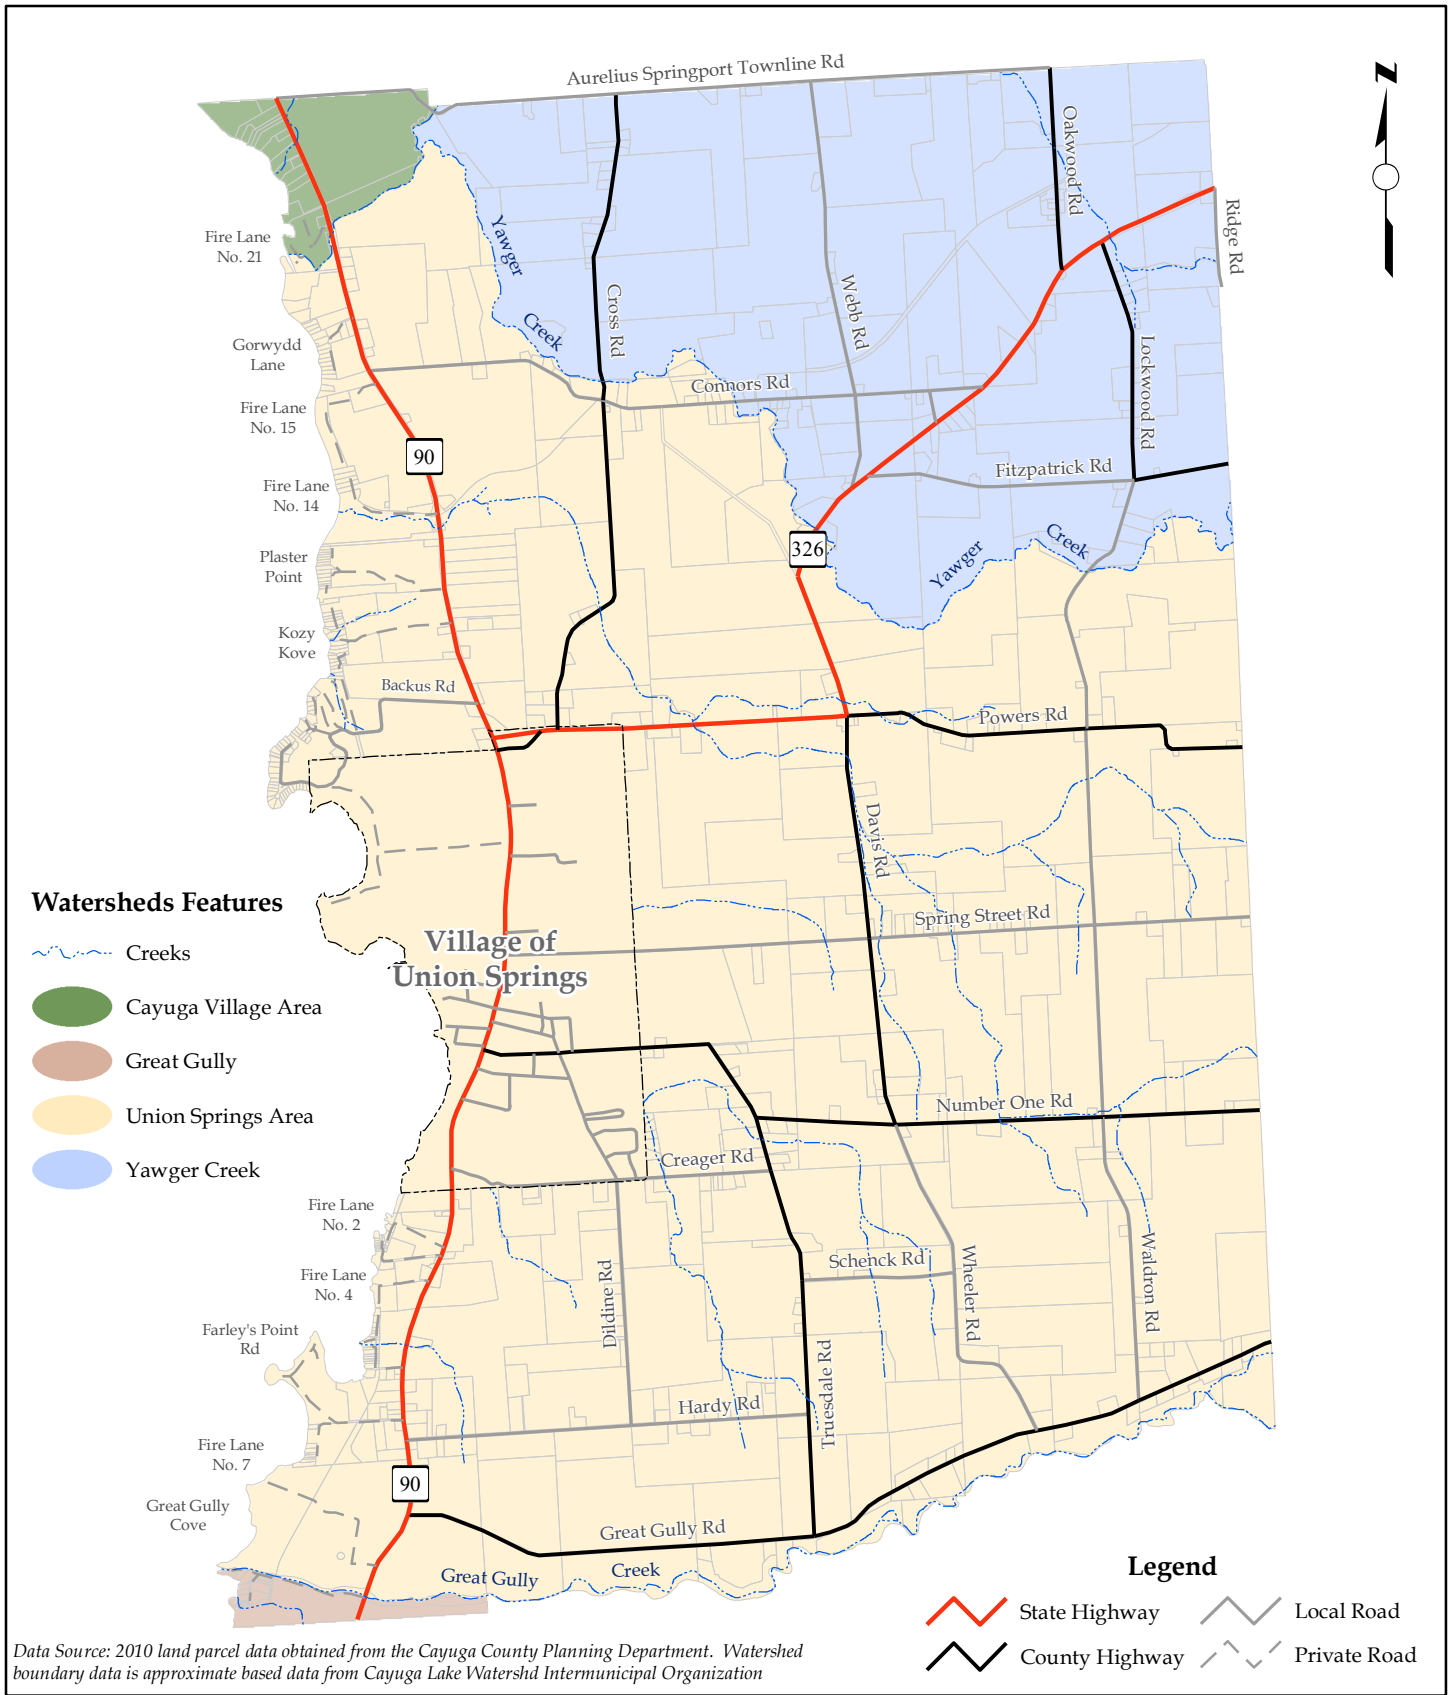 Aurelius Springport Townline Rd
N
Oakwood Rd
Ridge Rd
Fire Lane
No. 21
Yawger
Creek
Cross Rd
Webb Rd
Gorwydd
Lane
Lockwood Rd
Connors Rd
Fire Lane
No. 15
90
Fitzpatrick Rd
Fire Lane
No. 14
326
Yawger
Creek
Plaster
Point
Kozy
Kove
Backus Rd
Powers Rd
Davis Rd
Watersheds Features
Creeks
Cayuga Village Area
Great Gully
Union Springs Area
Yawger Creek
Spring Street Rd
Village of
Union Springs
Number One Rd
Creager Rd
Fire Lane
No. 2
Schenck Rd
Wheeler Rd
Waldron Rd
Dildine Rd
Fire Lane
No. 4
Farley's Point
Rd
Truesdale Rd
Hardy Rd
Fire Lane
No. 7
90
Great Gully
Cove
Great Gully Rd
Great Gully
Creek
Legend
State Highway
Local Road
County Highway
Private Road
Data Source: 2010 land parcel data obtained from the Cayuga County Planning Department.  Watershed
boundary data is approximate based data from Cayuga Lake Watershd Intermunicipal Organization